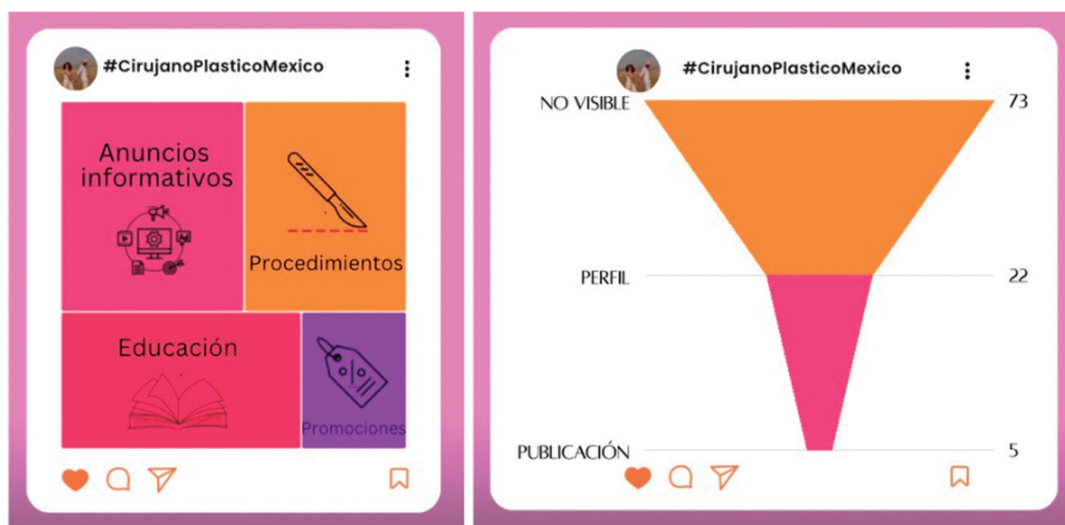 #CirujanoPlasticoMexico
Anuncios
informativos
Procedimientos
Educación
Promociones
#CirujanoPlasticoMexico
NO VISIBLE 73
PERFIL 22
PUBLICACIÓN 5